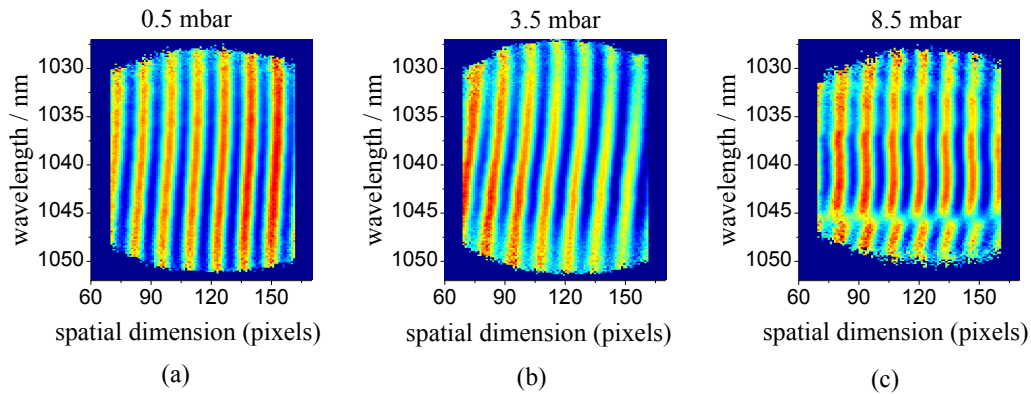 0.5 mbar
3.5 mbar
8.5 mbar
wavelength / nm
1030
1035
1040
1045
1050
60 90 120 150
spatial dimension (pixels)
(a)
wavelength / nm
1030
1035
1040
1045
1050
60 90 120 150
spatial dimension (pixels)
(b)
wavelength / nm
1030
1035
1040
1045
1050
60 90 120 150
spatial dimension (pixels)
(c)